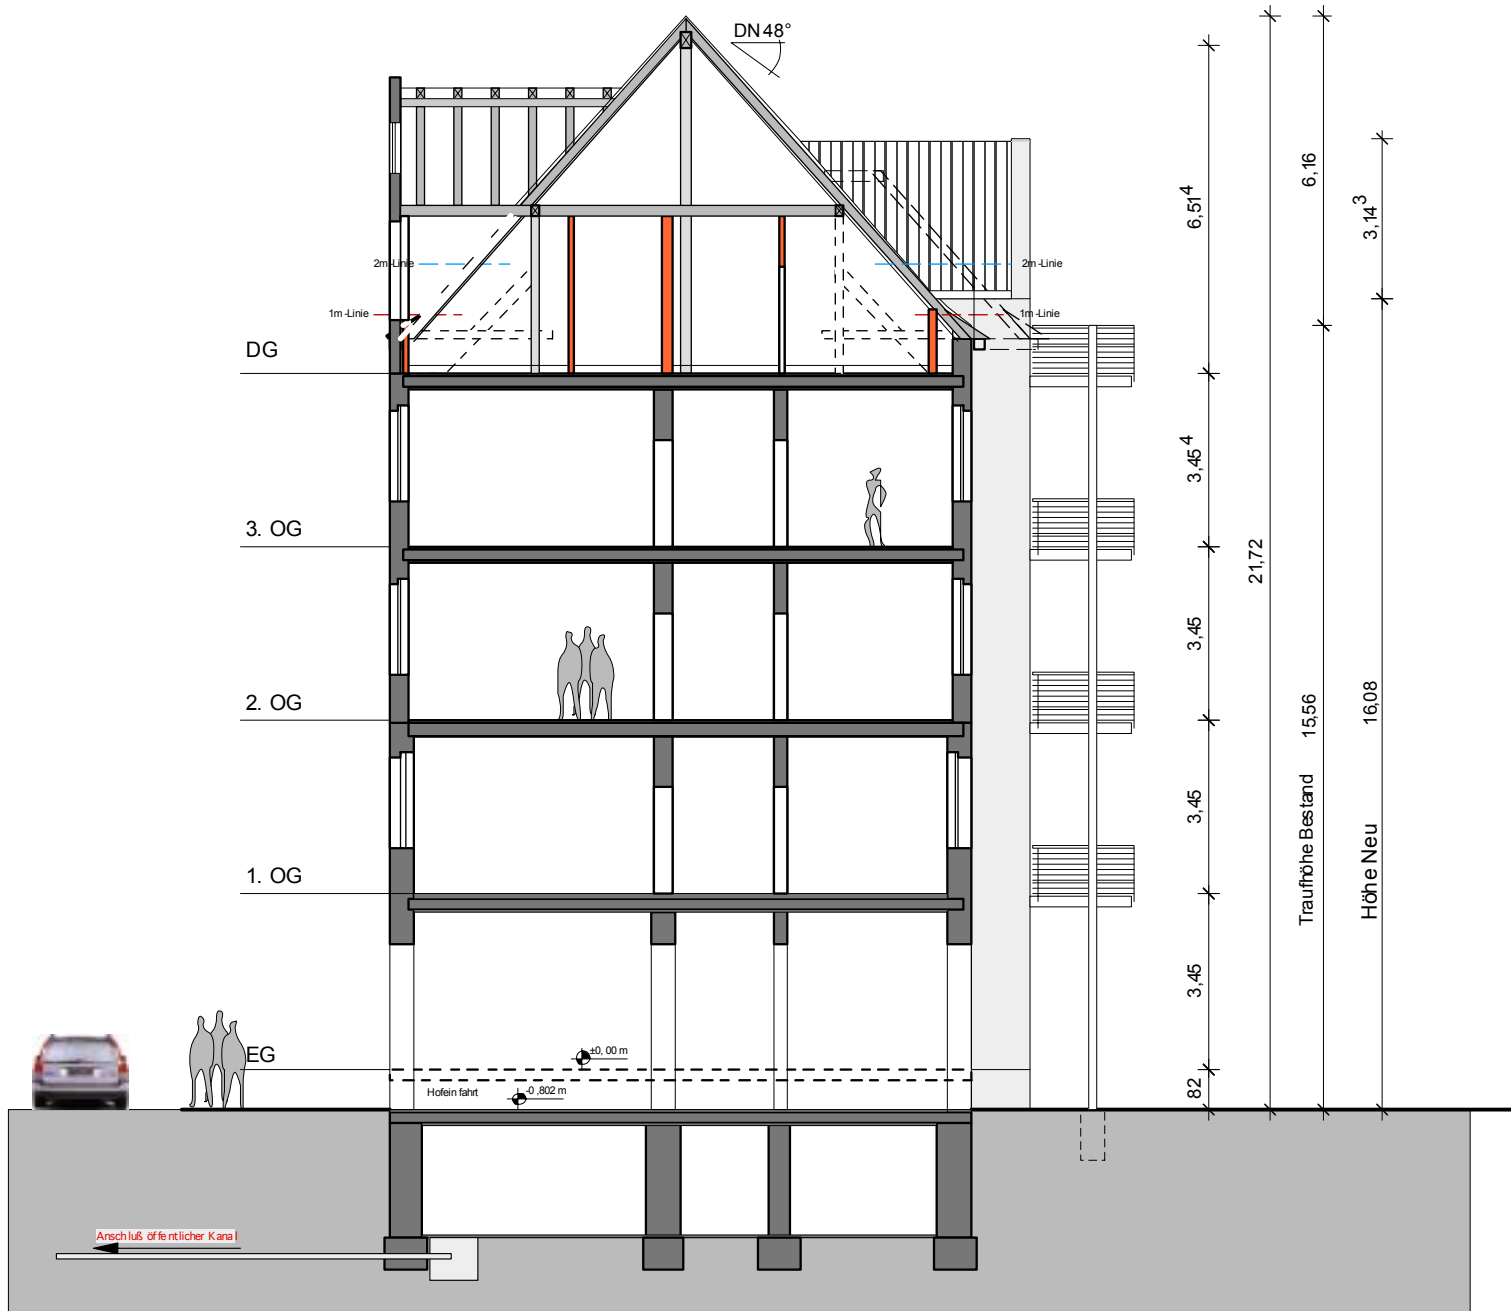 DN 48°
6,16
6,51⁴
3,14³
2m-Linie
2m-Linie
1m-Linie
1m-Linie
DG
3,45⁴
3. OG
21,72
3,45
2. OG
15,56
16,08
3,45
Traufhöhe Bestand
Höhe Neu
1. OG
3,45
EG
±0,00 m
Hofeinfahrt
-0,802 m
82
Anschluß öffentlicher Kanal